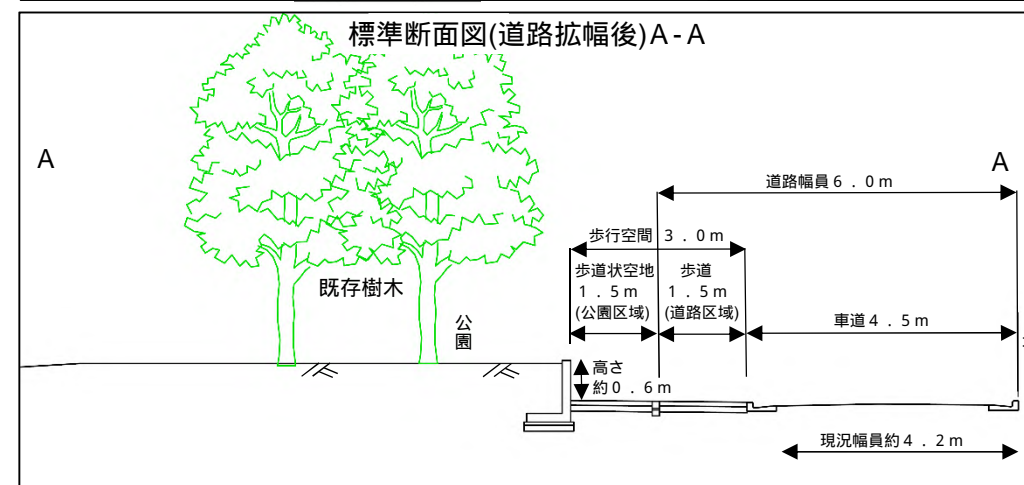 標準断面図(道路拡幅後)A-A
A
A
道路幅員6.0m
歩行空間 3.0m
歩道状空地
1.5m
(公園区域)
歩道
1.5m
(道路区域)
車道4.5m
既存樹木
公園
高さ
約0.6m
現況幅員約4.2m